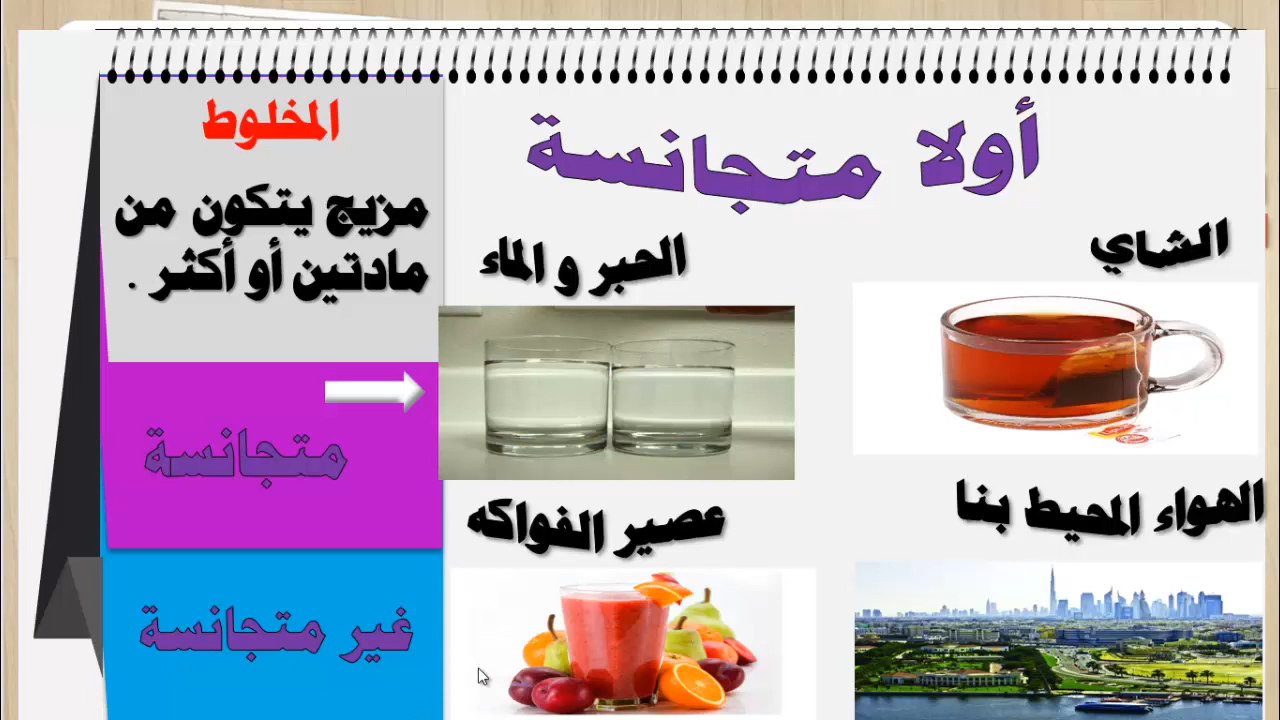 أولا متجانسة
المخلوط
مزيج يتكون من
مادتين أو أكثر .
متجانسة
غير متجانسة
الشاي
الحبر و الماء
الهواء المحيط بنا
عصير الفواكه